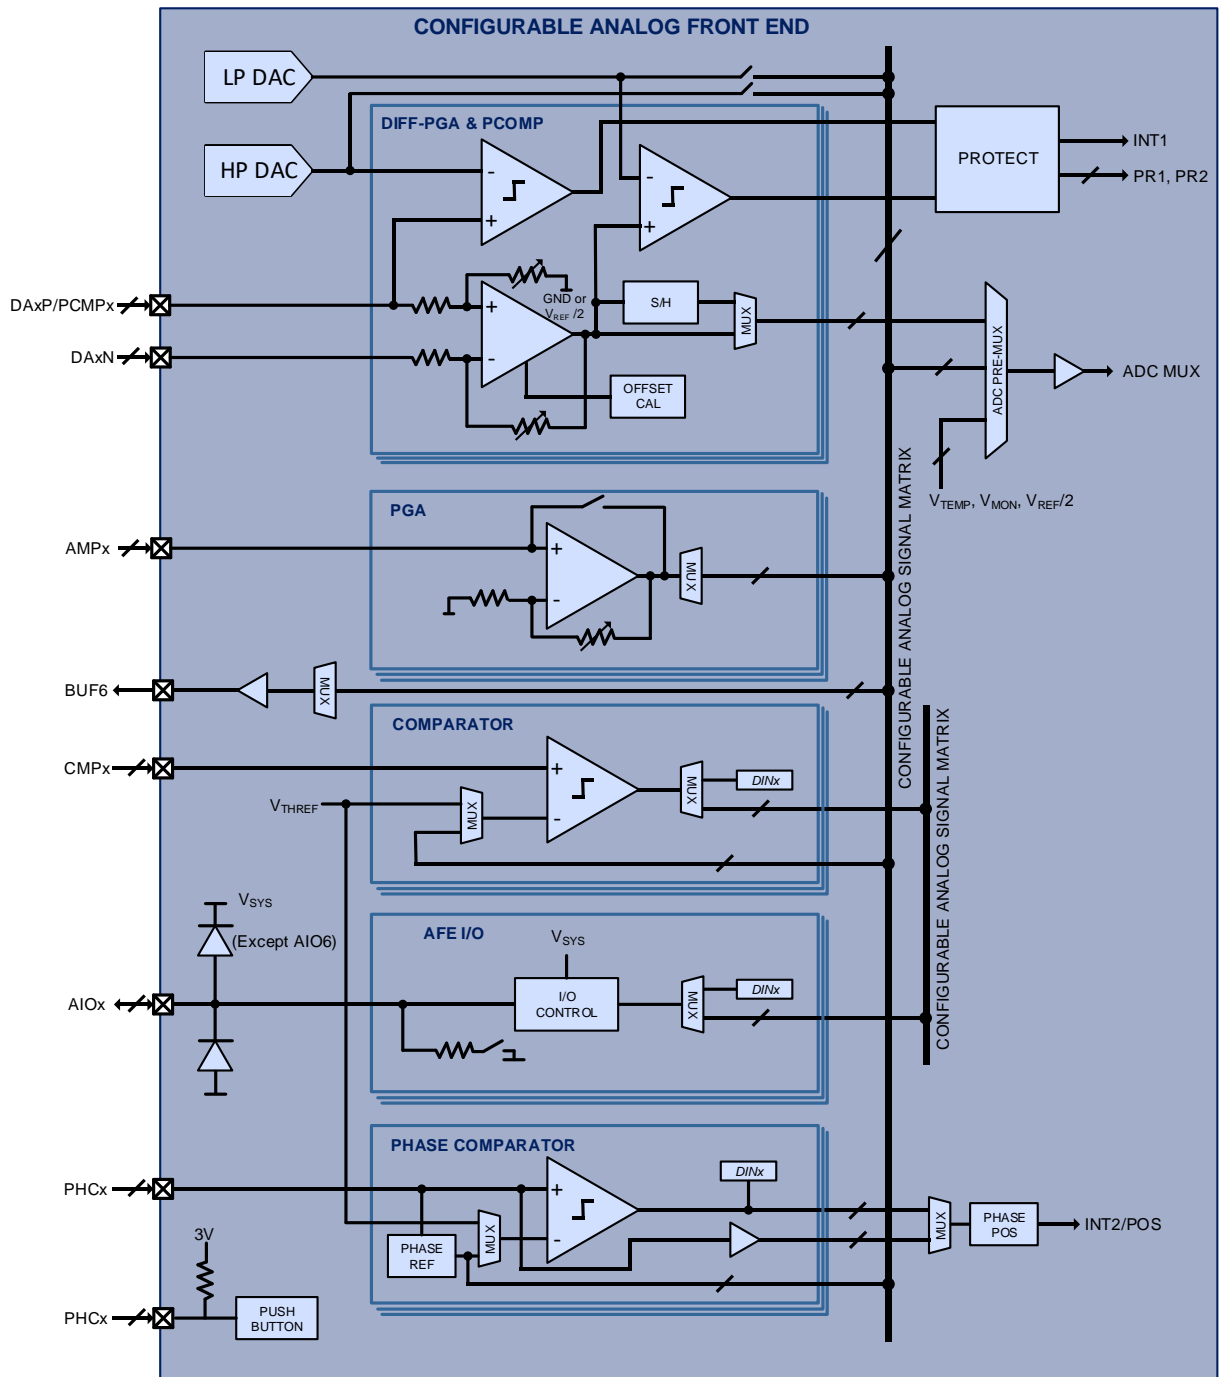 CONFIGURABLE ANALOG FRONT END
LP DAC
DIFF-PGA & PCOMP
HP DAC
-
+
-
+
PROTECT
INT1
PR1, PR2
DAxP/PCMPx
DAxN
+
-
GND or
VREF /2
S/H
MUX
OFFSET
CAL
ADC PRE-MUX
ADC MUX
VTEMP, VMON, VREF/2
CONFIGURABLE ANALOG SIGNAL MATRIX
PGA
AMPx
+
-
MUX
BUF6
MUX
COMPARATOR
CMPx
+
-
VTHREF
MUX
MUX
DINx
CONFIGURABLE ANALOG SIGNAL MATRIX
AFE I/O
VSYS
(Except AIO6)
VSYS
AIOx
I/O
CONTROL
MUX
DINx
PHASE COMPARATOR
PHCx
+
-
DINx
PHASE
REF
MUX
MUX
PHASE
POS
INT2/POS
3V
PHCx
PUSH
BUTTON